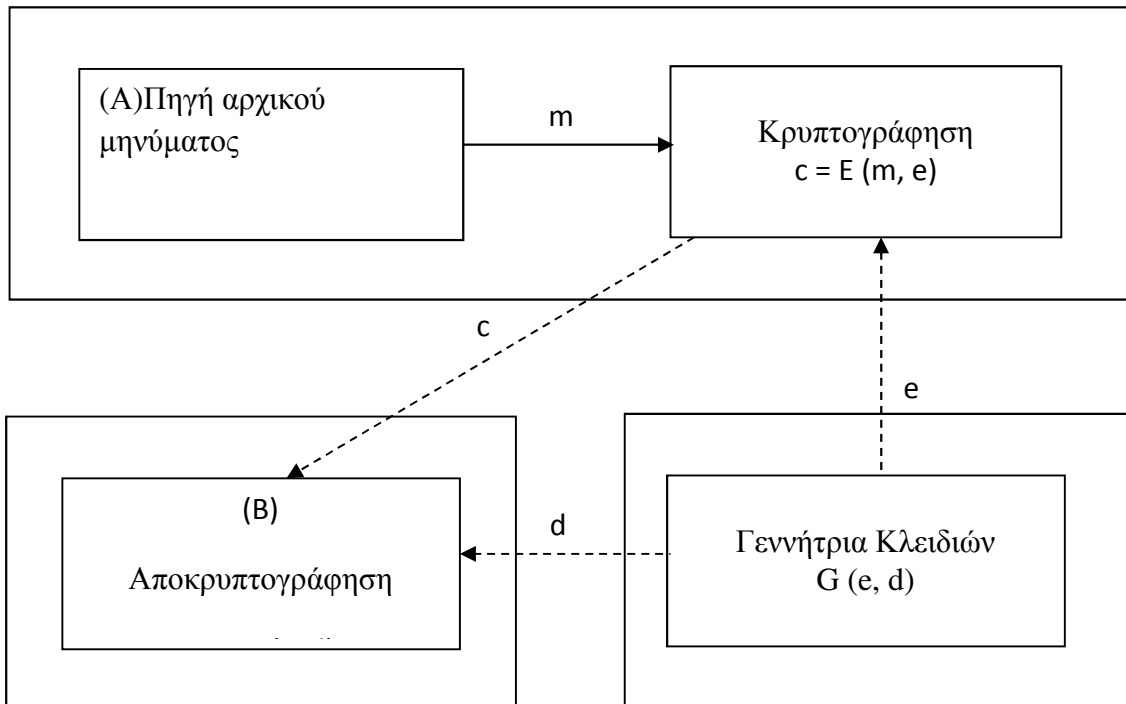 (A)Πηγή αρχικού
μηνύματος
m
Κρυπτογράφηση
c = E (m, e)
c
e
(B)
Αποκρυπτογράφηση
d
Γεννήτρια Κλειδιών
G (e, d)